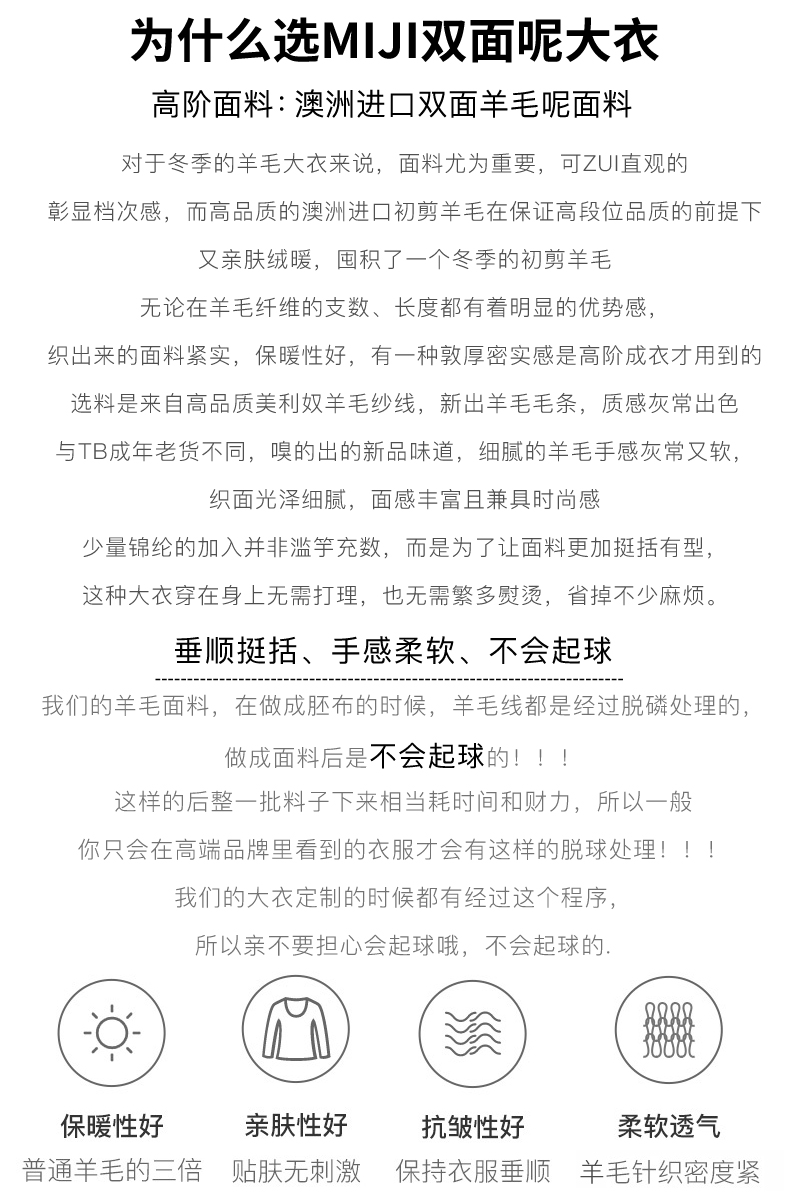 为什么选MIJI双面呢大衣
高阶面料：澳洲进口双面羊毛呢面料
对于冬季的羊毛大衣来说，面料尤为重要，可ZUI直观的
彰显档次感，而高品质的澳洲进口初剪羊毛在保证高段位品质的前提下
又亲肤绒暖，囤积了一个冬季的初剪羊毛
无论在羊毛纤维的支数、长度都有着明显的优势感，
织出来的面料紧实，保暖性好，有一种敦厚密实感是高阶成衣才用到的
选料是来自高品质美利奴羊毛纱线，新出羊毛毛条，质感灰常出色
与TB成年老货不同，嗅的出的新品味道，细腻的羊毛手感灰常又软，
织面光泽细腻，面感丰富且兼具时尚感
少量锦纶的加入并非滥竽充数，而是为了让面料更加挺括有型，
这种大衣穿在身上无需打理，也无需繁多熨烫，省掉不少麻烦。
垂顺挺括、手感柔软、不会起球
我们的羊毛面料，在做成胚布的时候，羊毛线都是经过脱磷处理的，
做成面料后是不会起球的！！！
这样的后整一批料子下来相当耗时间和财力，所以一般
你只会在高端品牌里看到的衣服才会有这样的脱球处理！！！
我们的大衣定制的时候都有经过这个程序，
所以亲不要担心会起球哦，不会起球的.
保暖性好 亲肤性好 抗皱性好 柔软透气
普通羊毛的三倍 贴肤无刺激 保持衣服垂顺 羊毛针织密度紧